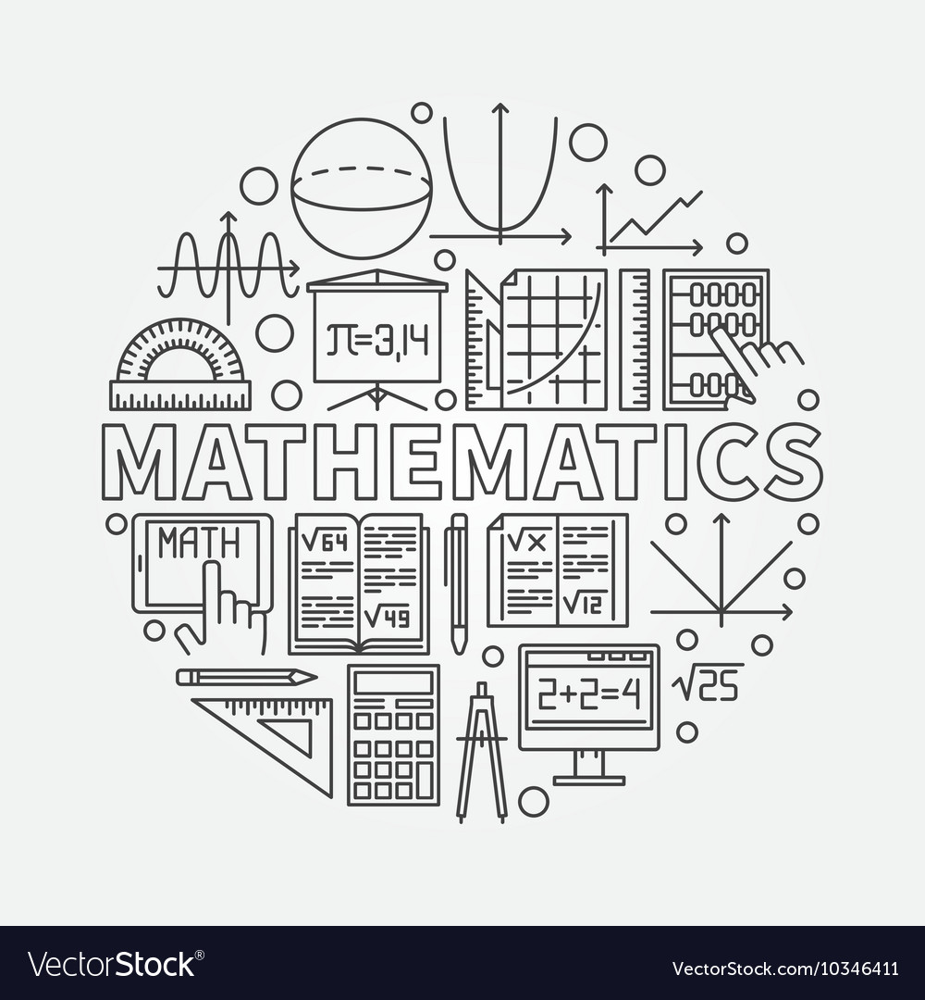 π=3,14
MATHEMATICS
MATH
√64
√49
√x
√12
2+2=4
√25
VectorStock®
VectorStock.com/10346411